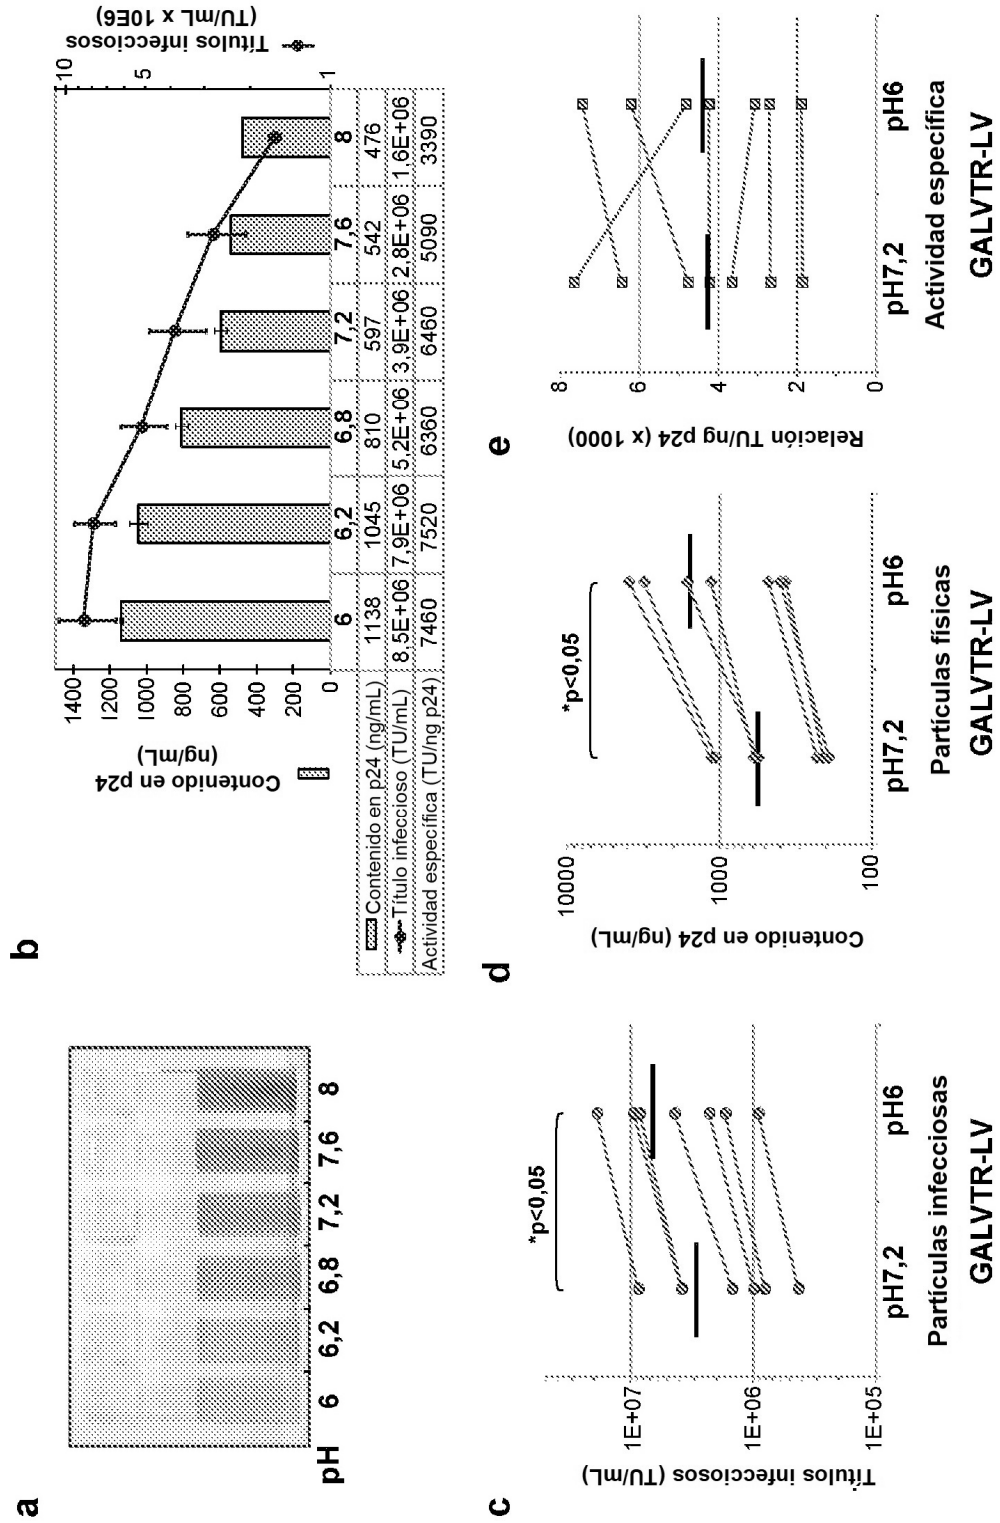 a
pH 6 6,2 6,8 7,2 7,6 8
b
Contenido en p24
(ng/mL)
1400
1200
1000
800
600
400
200
0
Títulos infecciosos
(TU/mL x 10E6)
10
5
1
6 6,2 6,8 7,2 7,6 8
Contenido en p24 (ng/mL) 1138 1045 810 597 542 476
Título infeccioso (TU/mL) 8,5E+06 7,9E+06 5,2E+06 3,9E+06 2,8E+06 1.6E+06
Actividad específica (TU/ng p24) 7460 7520 6360 6460 5090 3390
c
Títulos infecciosos (TU/mL)
1E+07
1E+06
1E+05
*p<0,05
pH7,2 pH6
Partículas infecciosas
GALVTR-LV
d
Contenido en p24 (ng/mL)
10000
1000
100
*p<0,05
pH7,2 pH6
Partículas físicas
GALVTR-LV
e
Relación TU/ng p24 (x 1000)
8
6
4
2
0
pH7,2 pH6
Actividad específica
GALVTR-LV